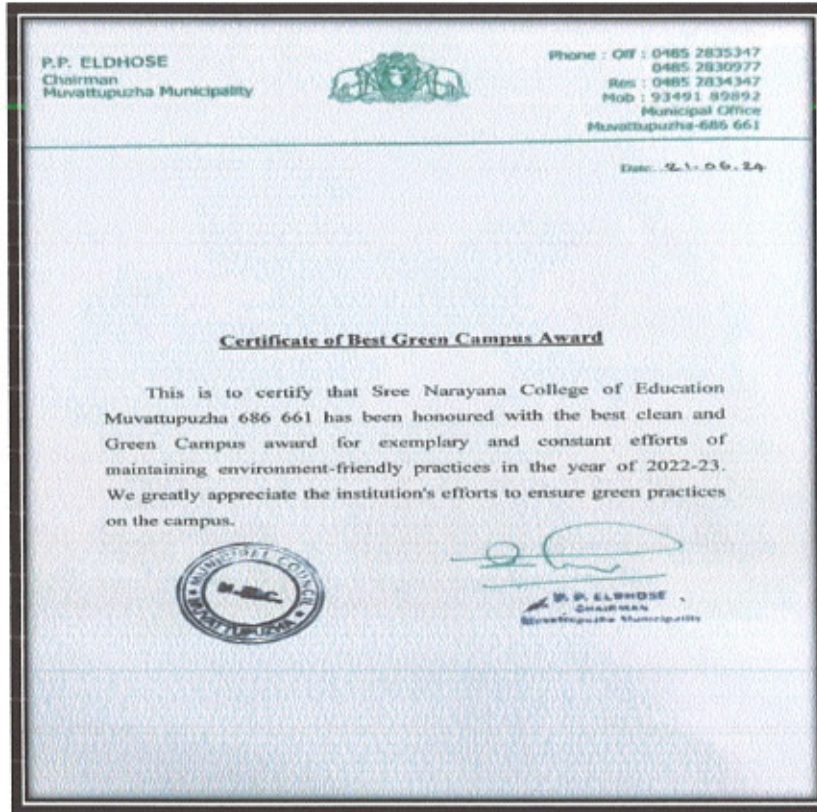 P.P. ELDHOSE
Chairman
Muvattupuzha Municipality
Phone : Off : 0485 2835347
0485 2830977
Res : 0485 2834347
Mob : 93491 89892
Municipal Office
Muvattupuzha-686 661
Date: 21.06.24
Certificate of Best Green Campus Award
This is to certify that Sree Narayana College of Education
Muvattupuzha 686 661 has been honoured with the best clean and
Green Campus award for exemplary and constant efforts of
maintaining environment-friendly practices in the year of 2022-23.
We greatly appreciate the institution's efforts to ensure green practices
on the campus.
MUNICIPAL COUNCIL
MUVATTUPUZHA
P. P. ELDHOSE
CHAIRMAN
Muvattupuzha Municipality